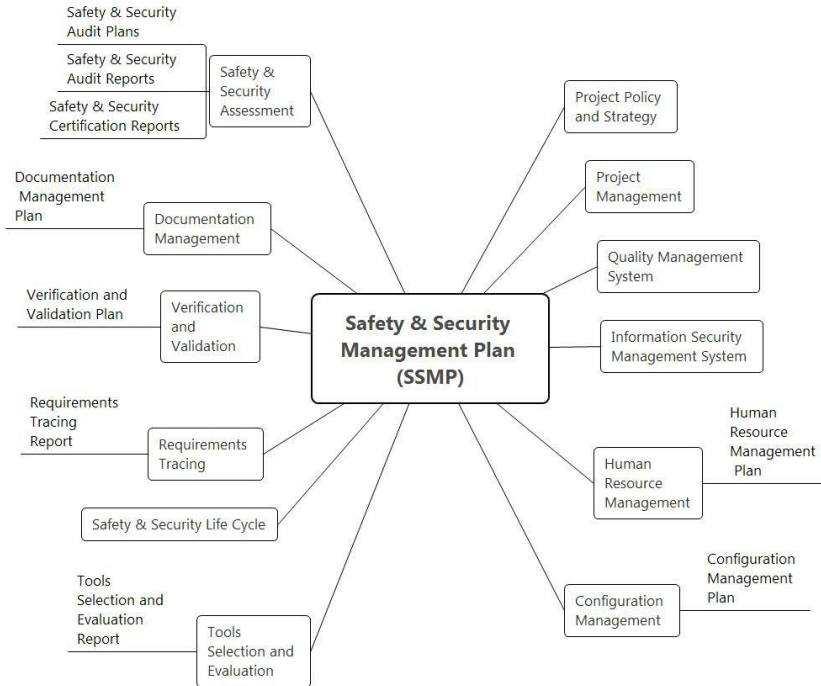 Safety & Security
Audit Plans
Safety & Security
Audit Reports
Safety & Security
Certification Reports
Safety &
Security
Assessment
Documentation
Management
Plan
Documentation
Management
Verification and
Validation Plan
Verification
and
Validation
Requirements
Tracing
Report
Requirements
Tracing
Safety & Security Life Cycle
Tools
Selection and
Evaluation
Report
Tools
Selection and
Evaluation
Safety & Security
Management Plan
(SSMP)
Project Policy
and Strategy
Project
Management
Quality Management
System
Information Security
Management System
Human
Resource
Management
Human
Resource
Management
Plan
Configuration
Management
Configuration
Management
Plan